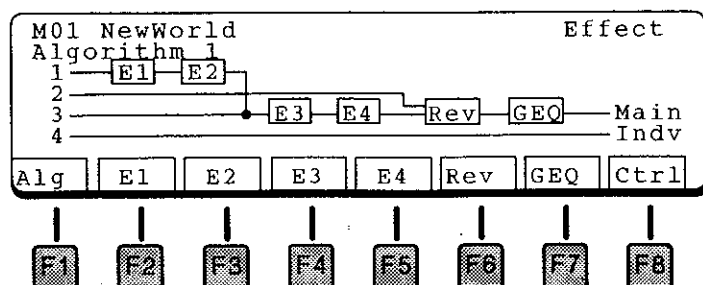 M01 NewWorld Effect
Algorithm 1
1 E1 E2
2
3 E3 E4 Rev GEQ Main
4 Indv
Alg E1 E2 E3 E4 Rev GEQ Ctrl
F1 F2 F3 F4 F5 F6 F7 F8